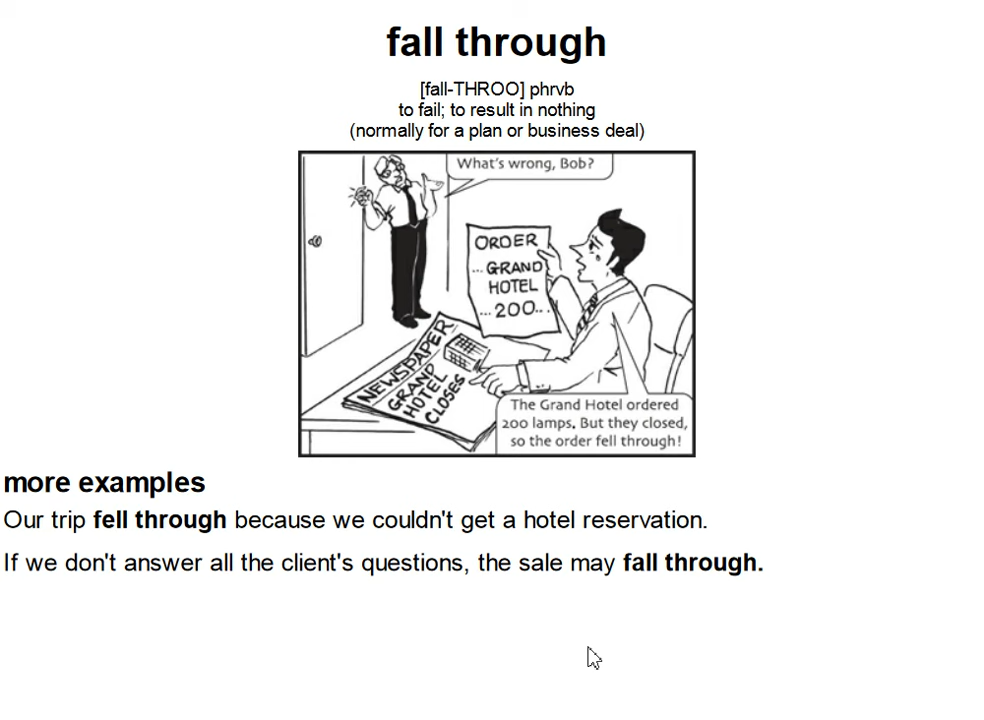 fall through
[fall-THROO] phrvb
to fail; to result in nothing
(normally for a plan or business deal)
What's wrong, Bob?
ORDER
... GRAND
HOTEL
... 200...
NEWSPAPER
GRAND
HOTEL
CLOSES
The Grand Hotel ordered
200 lamps. But they closed,
so the order fell through!
more examples
Our trip fell through because we couldn't get a hotel reservation.
If we don't answer all the client's questions, the sale may fall through.